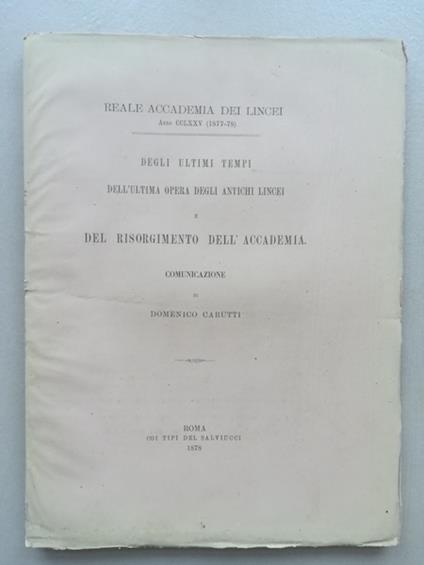 REALE ACCADEMIA DEI LINCEI
ANNO CCLXXV (1877-78)
DEGLI ULTIMI TEMPI
DELL'ULTIMA OPERA DEGLI ANTICHI LINCEI
E
DEL RISORGIMENTO DELL'ACCADEMIA.
COMUNICAZIONE
DI
DOMENICO CARUTTI
ROMA
COI TIPI DEL SALVIUCCI
1878